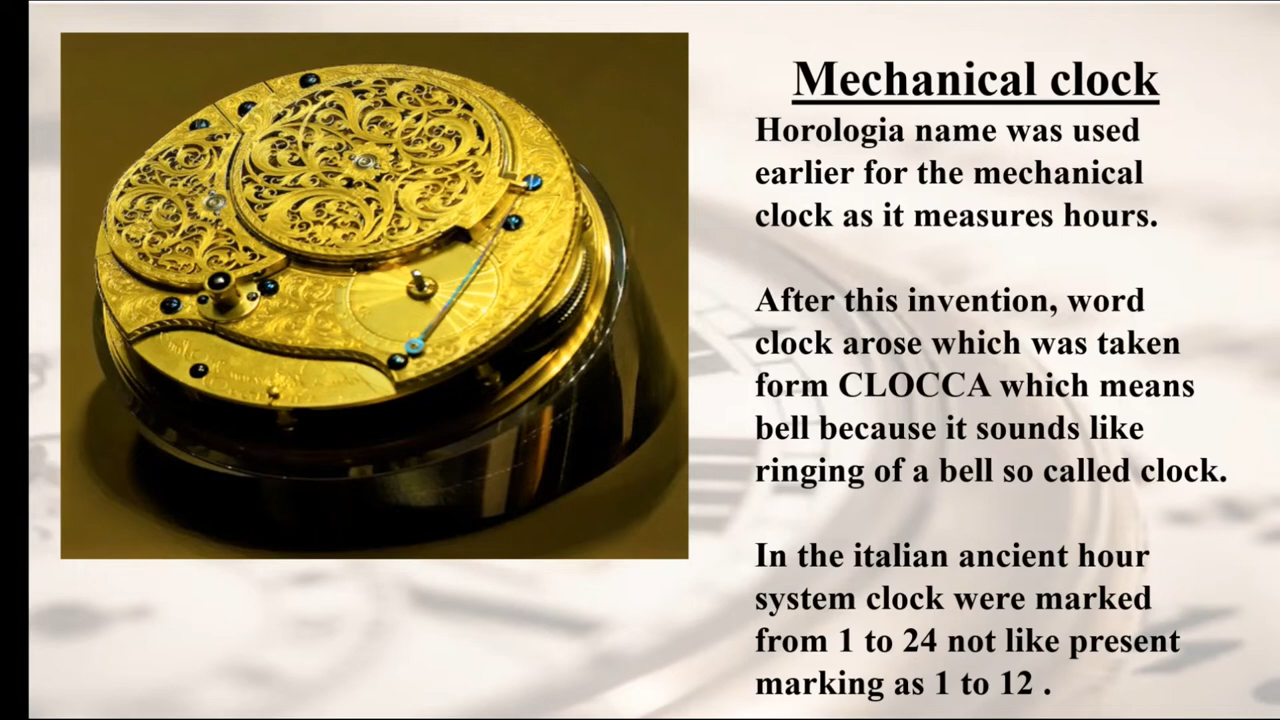 Mechanical clock
Horologia name was used
earlier for the mechanical
clock as it measures hours.
After this invention, word
clock arose which was taken
form CLOCCA which means
bell because it sounds like
ringing of a bell so called clock.
In the italian ancient hour
system clock were marked
from 1 to 24 not like present
marking as 1 to 12 .